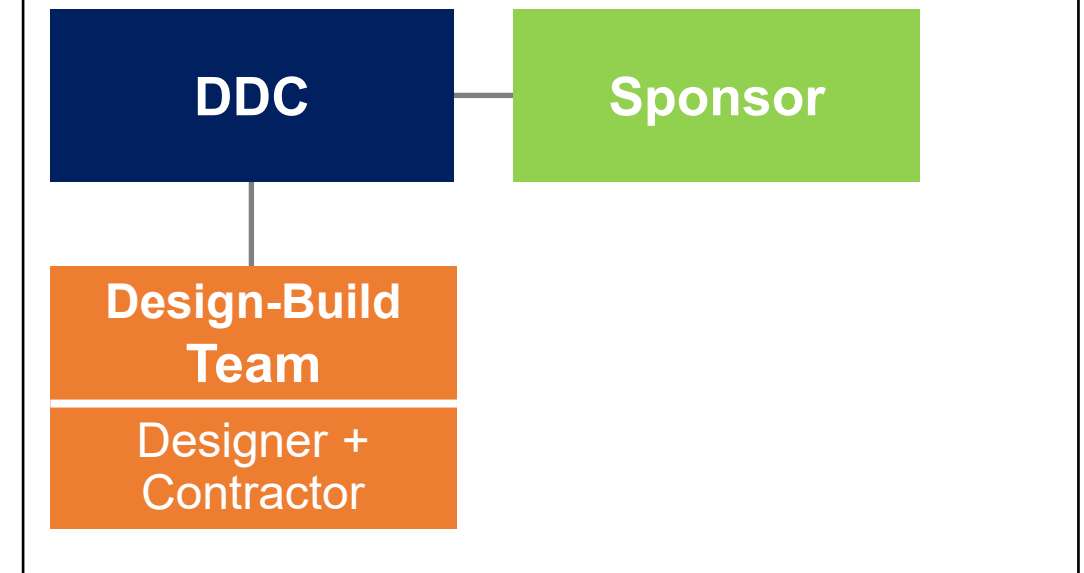 DDC
Sponsor
Design-Build
Team
Designer +
Contractor